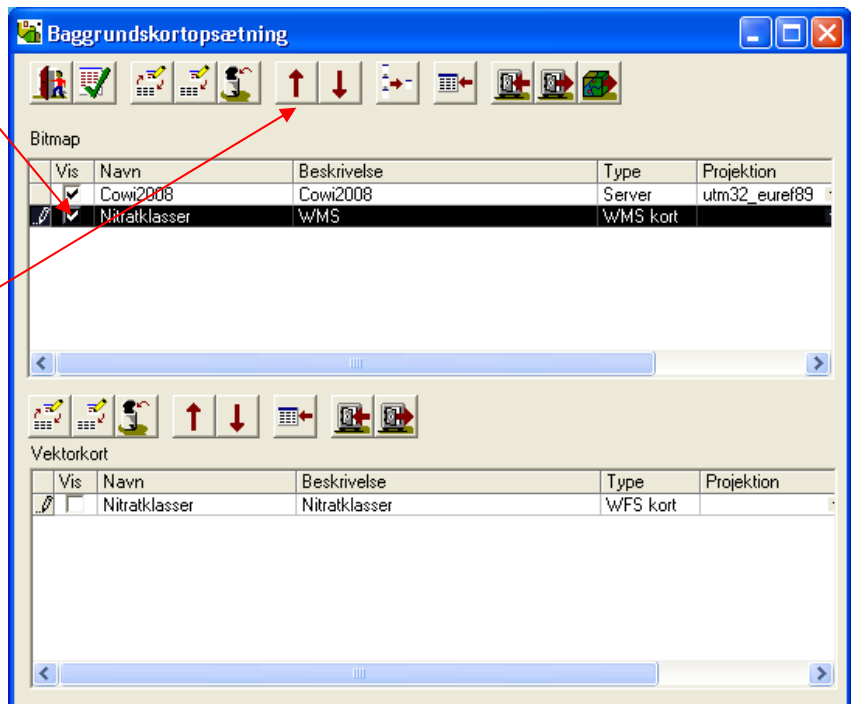 Baggrundskortopsætning
Bitmap
Vis Navn Beskrivelse Type Projektion
Cowi2008 Cowi2008 Server utm32_euref89
Nitratklasser WMS WMS kort
Vektorkort
Vis Navn Beskrivelse Type Projektion
Nitratklasser Nitratklasser WFS kort